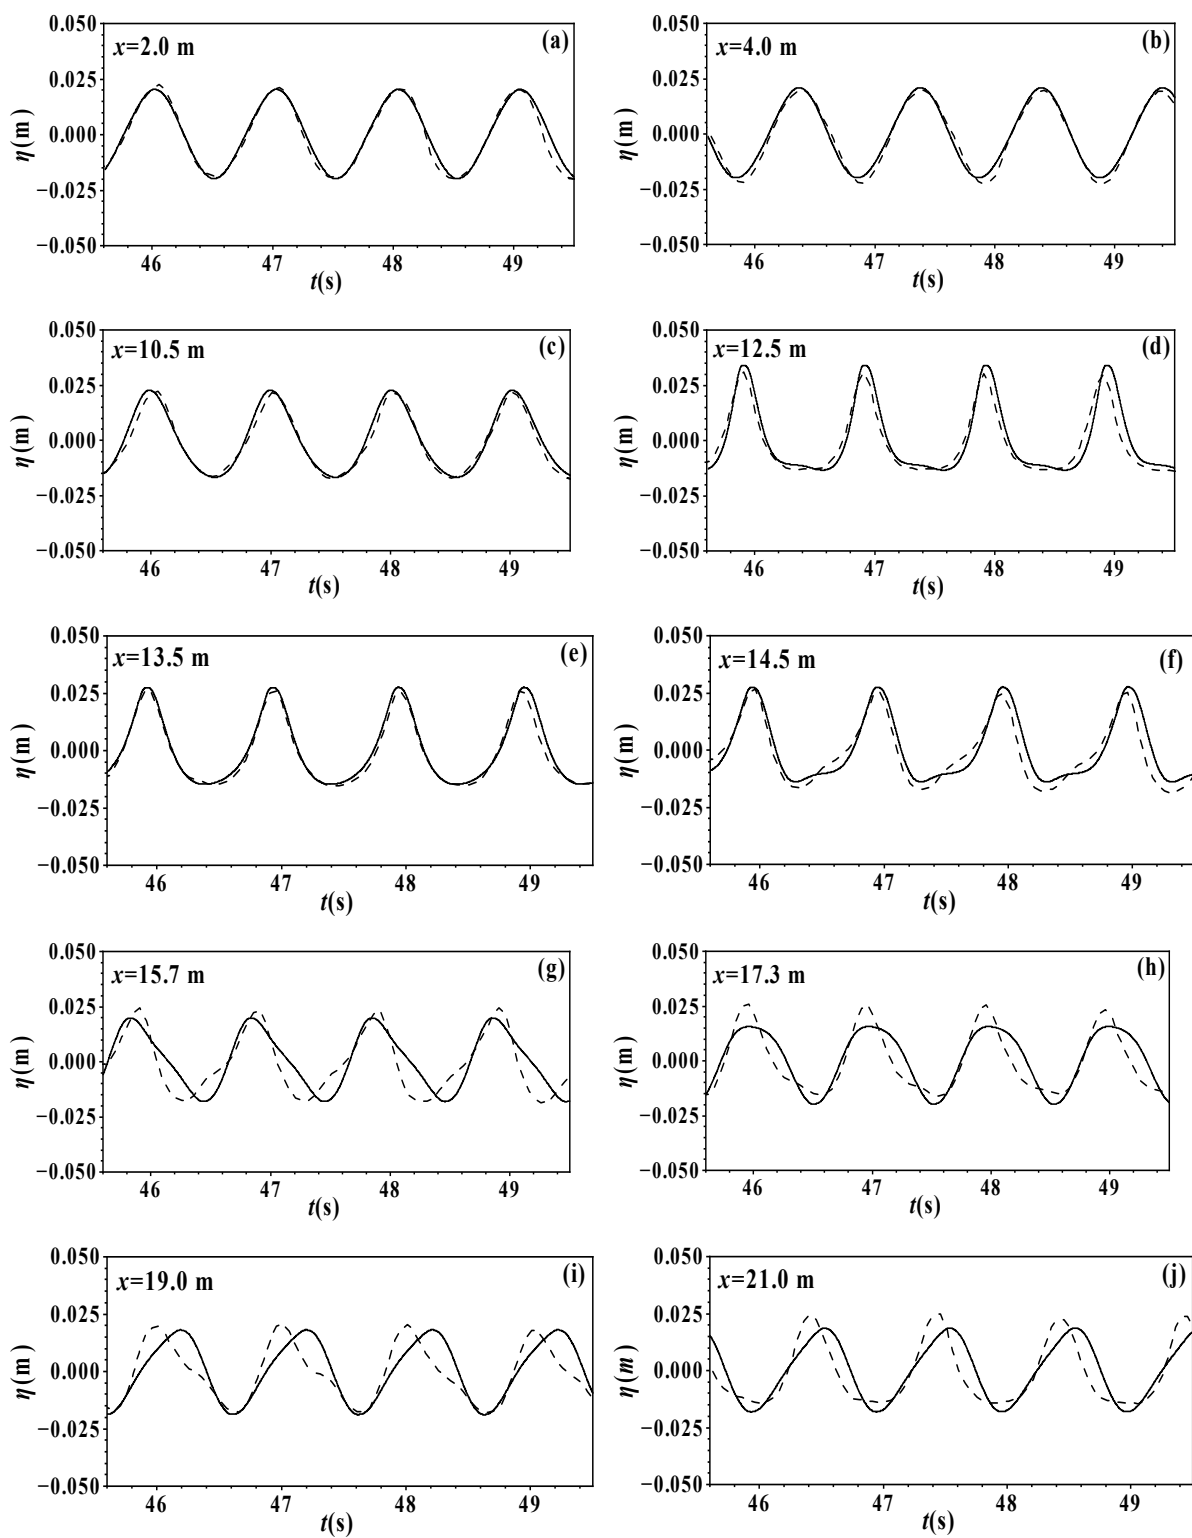 x=2.0 m
(a)
0.050
0.025
0.000
−0.025
−0.050
η(m)
46 47 48 49
t(s)
x=4.0 m
(b)
0.050
0.025
0.000
−0.025
−0.050
η(m)
46 47 48 49
t(s)
x=10.5 m
(c)
0.050
0.025
0.000
−0.025
−0.050
η(m)
46 47 48 49
t(s)
x=12.5 m
(d)
0.050
0.025
0.000
−0.025
−0.050
η(m)
46 47 48 49
t(s)
x=13.5 m
(e)
0.050
0.025
0.000
−0.025
−0.050
η(m)
46 47 48 49
t(s)
x=14.5 m
(f)
0.050
0.025
0.000
−0.025
−0.050
η(m)
46 47 48 49
t(s)
x=15.7 m
(g)
0.050
0.025
0.000
−0.025
−0.050
η(m)
46 47 48 49
t(s)
x=17.3 m
(h)
0.050
0.025
0.000
−0.025
−0.050
η(m)
46 47 48 49
t(s)
x=19.0 m
(i)
0.050
0.025
0.000
−0.025
−0.050
η(m)
46 47 48 49
t(s)
x=21.0 m
(j)
0.050
0.025
0.000
−0.025
−0.050
η(m)
46 47 48 49
t(s)